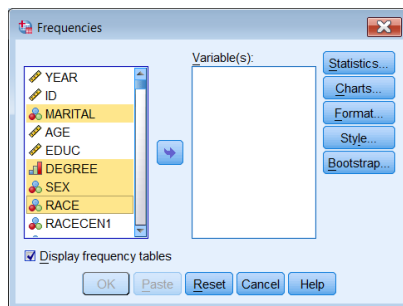 Frequencies
Variable(s):
YEAR
ID
MARITAL
AGE
EDUC
DEGREE
SEX
RACE
RACECEN1
Statistics...
Charts...
Format...
Style...
Bootstrap...
Display frequency tables
OK
Paste
Reset
Cancel
Help